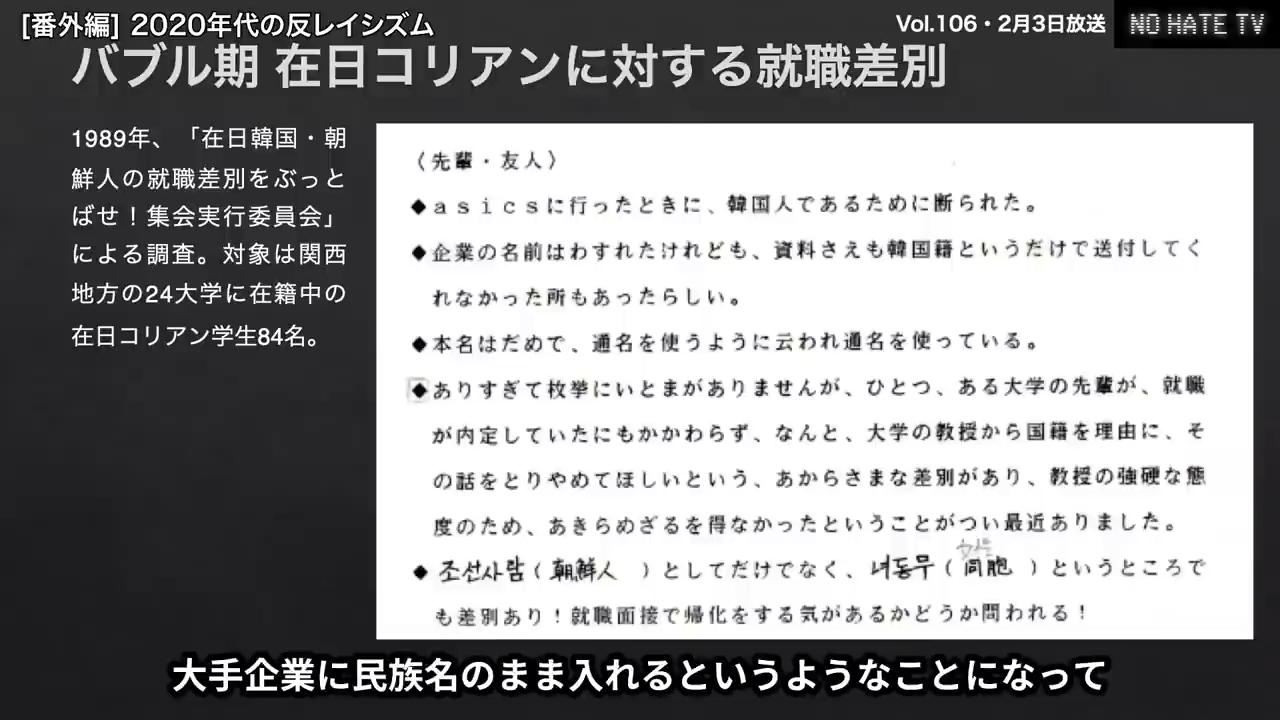 [番外編] 2020年代の反レイシズム
Vol.106・2月3日放送
NO HATE TV
バブル期 在日コリアンに対する就職差別
1989年、「在日韓国・朝
鮮人の就職差別をぶっと
ばせ！集会実行委員会」
による調査。対象は関西
地方の24大学に在籍中の
在日コリアン学生84名。
〈先輩・友人〉
◆ａｓｉｃｓに行ったときに、韓国人であるために断られた。
◆企業の名前はわすれたけれども、資料さえも韓国籍というだけで送付してく
れなかった所もあったらしい。
◆本名はだめで、通名を使うように云われ通名を使っている。
◆ありすぎて枚挙にいとまがありませんが、ひとつ、ある大学の先輩が、就職
が内定していたにもかかわらず、なんと、大学の教授から国籍を理由に、そ
の話をとりやめてほしいという、あからさまな差別があり、教授の強硬な態
度のため、あきらめざるを得なかったということがつい最近ありました。
◆조선사람（朝鮮人　）としてだけでなく、녀동무（同胞　）というところで
も差別あり！就職面接で帰化をする気があるかどうか問われる！
大手企業に民族名のまま入れるというようなことになって